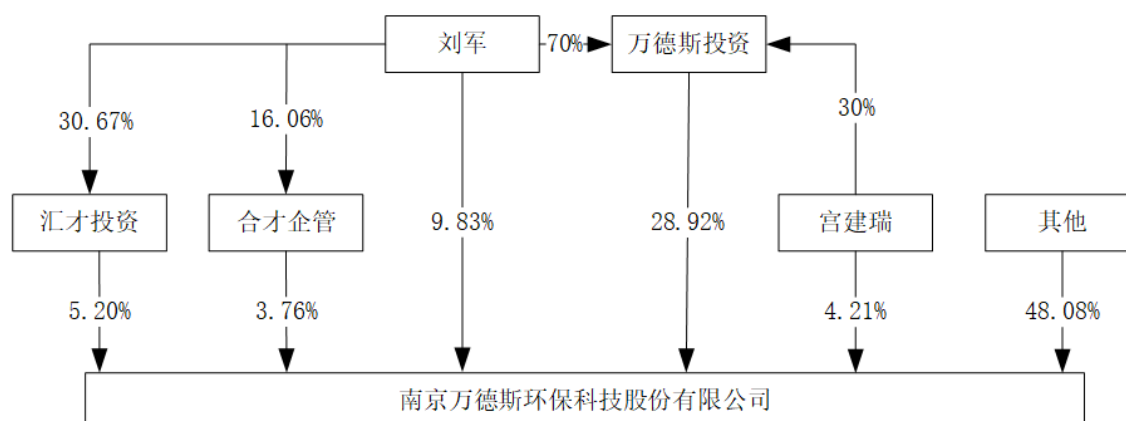 刘军
70%
万德斯投资
30.67%
16.06%
30%
汇才投资
合才企管
9.83%
28.92%
宫建瑞
其他
5.20%
3.76%
4.21%
48.08%
南京万德斯环保科技股份有限公司